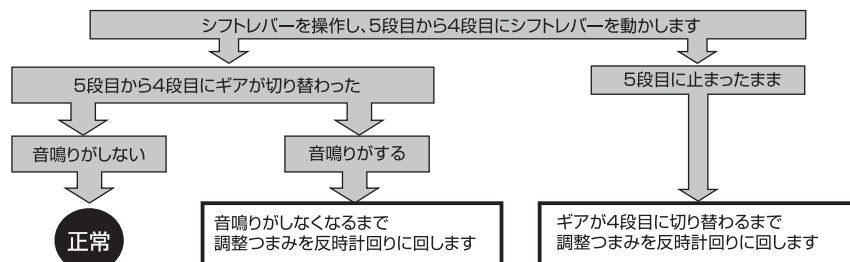 シフトレバーを操作し、5段目から4段目にシフトレバーを動かします
5段目から4段目にギアが切り替わった
5段目に止まったまま
音鳴りがしない
音鳴りがする
正常
音鳴りがしなくなるまで
調整つまみを反時計回りに回します
ギアが4段目に切り替わるまで
調整つまみを反時計回りに回します